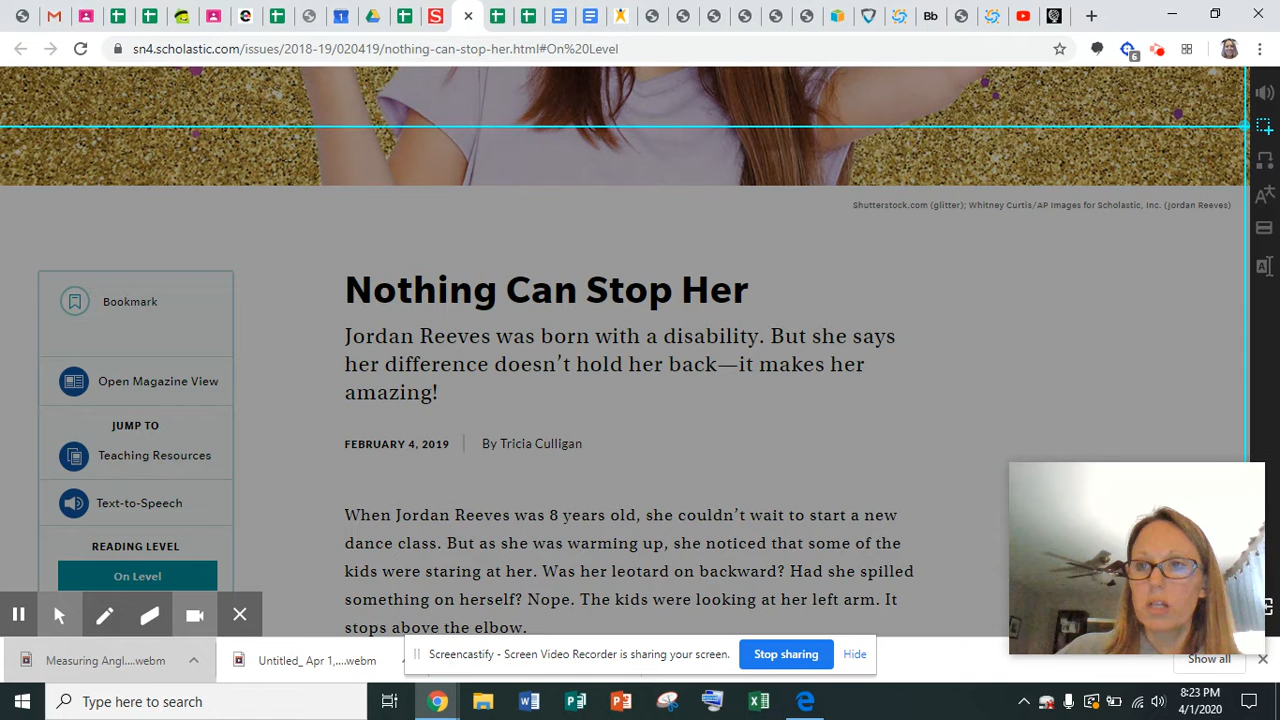 Bb
sn4.scholastic.com/issues/2018-19/020419/nothing-can-stop-her.html#On%20Level
6
Shutterstock.com (glitter); Whitney Curtis/AP Images for Scholastic, Inc. (Jordan Reeves)
Bookmark
Open Magazine View
JUMP TO
Teaching Resources
Text-to-Speech
READING LEVEL
On Level
Nothing Can Stop Her
Jordan Reeves was born with a disability. But she says
her difference doesn't hold her back—it makes her
amazing!
FEBRUARY 4, 2019
By Tricia Culligan
When Jordan Reeves was 8 years old, she couldn't wait to start a new
dance class. But as she was warming up, she noticed that some of the
kids were staring at her. Was her leotard on backward? Had she spilled
something on herself? Nope. The kids were looking at her left arm. It
stops above the elbow.
Measuring Angl....webm
Untitled_ Apr 1,....webm
Screencastify - Screen Video Recorder is sharing your screen.
Stop sharing
Hide
Show all
Type here to search
8:23 PM
4/1/2020